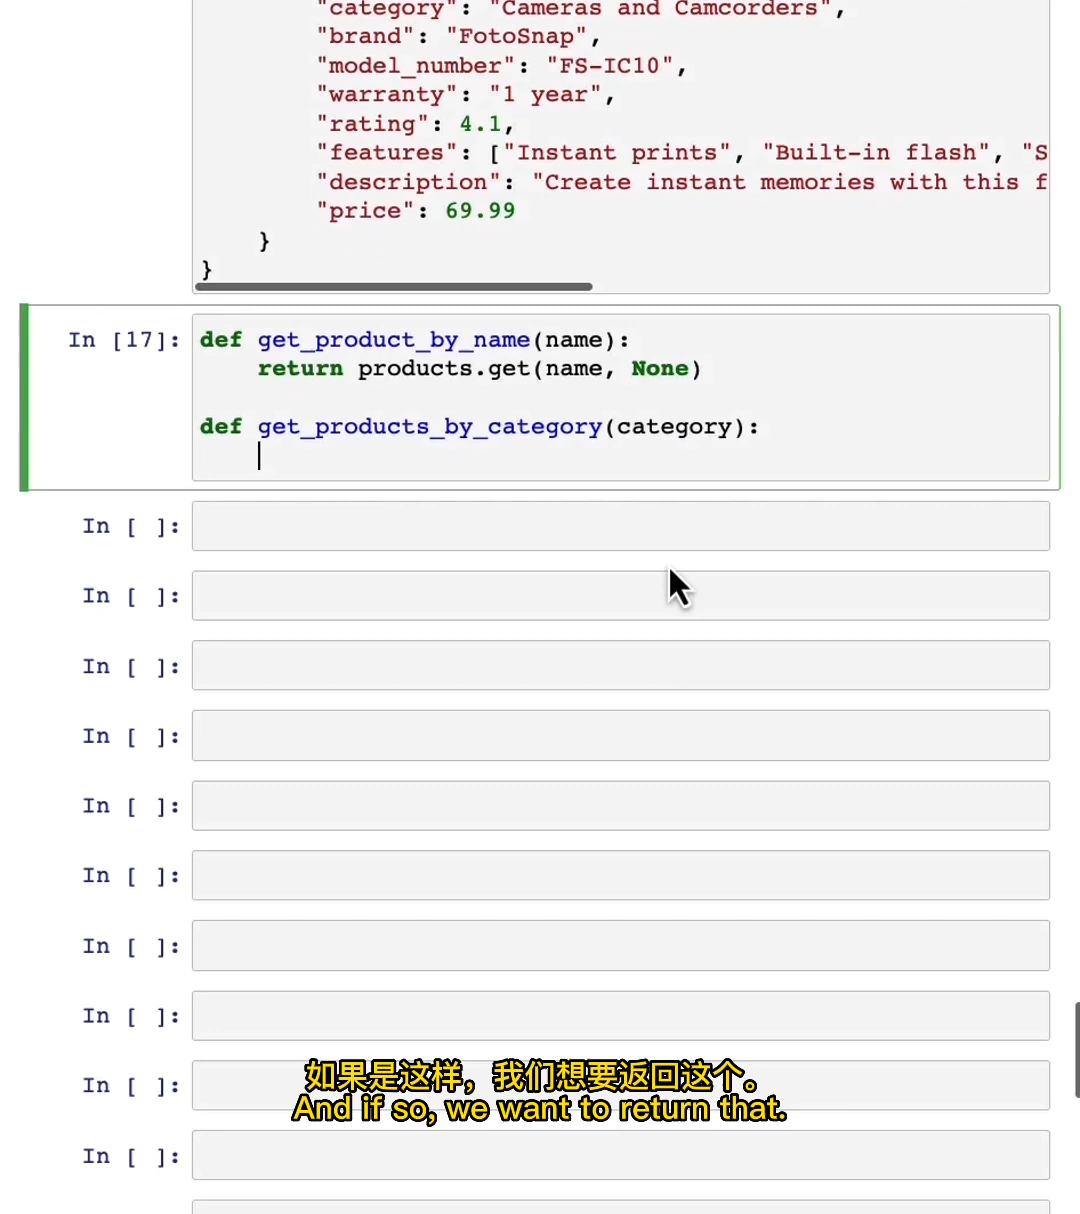 "category": "Cameras and Camcorders",
"brand": "FotoSnap",
"model_number": "FS-IC10",
"warranty": "1 year",
"rating": 4.1,
"features": ["Instant prints", "Built-in flash", "S
"description": "Create instant memories with this f
"price": 69.99
}
}
In [17]:
def get_product_by_name(name):
return products.get(name, None)
def get_products_by_category(category):
In [ ]:
In [ ]:
In [ ]:
In [ ]:
In [ ]:
In [ ]:
In [ ]:
In [ ]:
In [ ]:
如果是这样，我们想要返回这个。
And if so, we want to return that.
In [ ]: